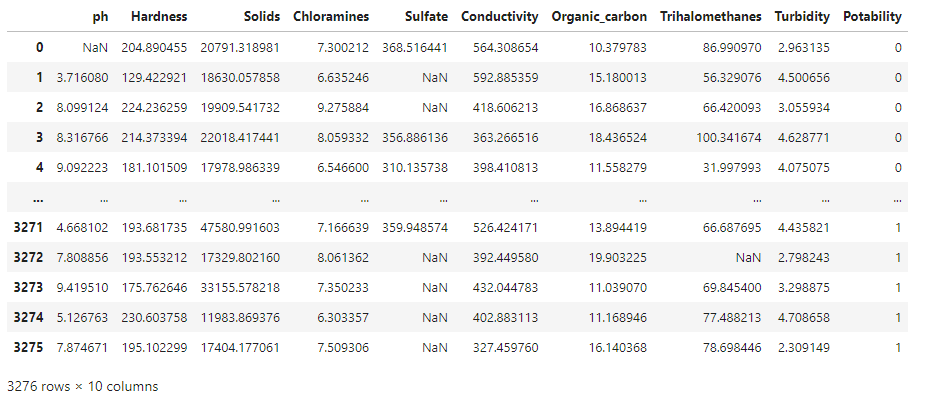 ph Hardness Solids Chloramines Sulfate Conductivity Organic_carbon Trihalomethanes Turbidity Potability
0 NaN 204.890455 20791.318981 7.300212 368.516441 564.308654 10.379783 86.990970 2.963135 0
1 3.716080 129.422921 18630.057858 6.635246 NaN 592.885359 15.180013 56.329076 4.500656 0
2 8.099124 224.236259 19909.541732 9.275884 NaN 418.606213 16.868637 66.420093 3.055934 0
3 8.316766 214.373394 22018.417441 8.059332 356.886136 363.266516 18.436524 100.341674 4.628771 0
4 9.092223 181.101509 17978.986339 6.546600 310.135738 398.410813 11.558279 31.997993 4.075075 0
... ... ... ... ... ... ... ... ... ... ...
3271 4.668102 193.681735 47580.991603 7.166639 359.948574 526.424171 13.894419 66.687695 4.435821 1
3272 7.808856 193.553212 17329.802160 8.061362 NaN 392.449580 19.903225 NaN 2.798243 1
3273 9.419510 175.762646 33155.578218 7.350233 NaN 432.044783 11.039070 69.845400 3.298875 1
3274 5.126763 230.603758 11983.869376 6.303357 NaN 402.883113 11.168946 77.488213 4.708658 1
3275 7.874671 195.102299 17404.177061 7.509306 NaN 327.459760 16.140368 78.698446 2.309149 1
3276 rows × 10 columns